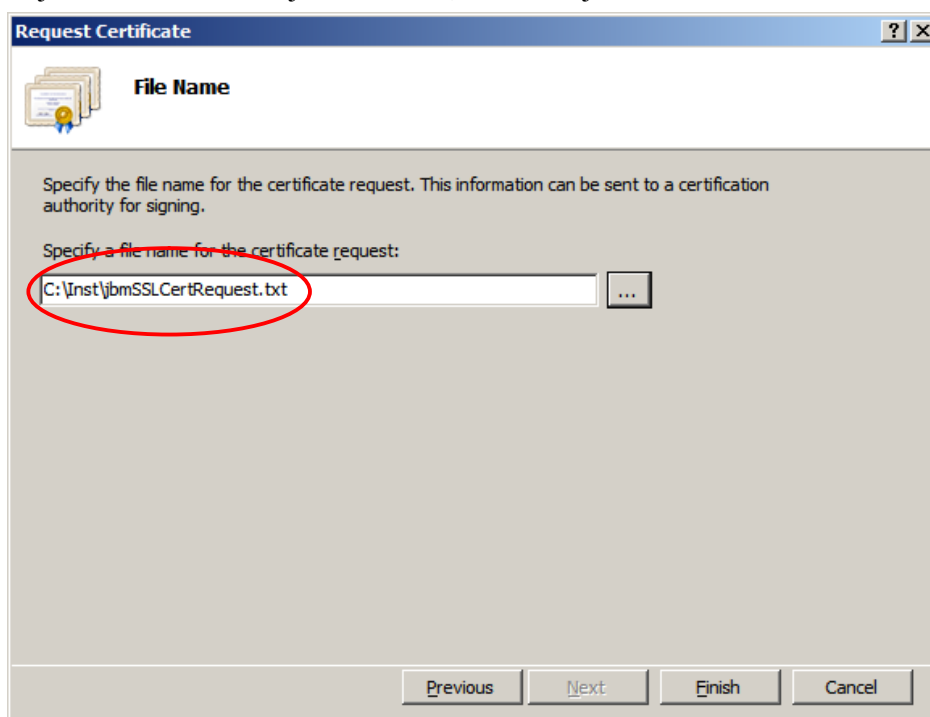 Request Certificate
File Name
Specify the file name for the certificate request. This information can be sent to a certification
authority for signing.
Specify a file name for the certificate request:
C:\Inst\jbmSSLCertRequest.txt
...
Previous Next Finish Cancel